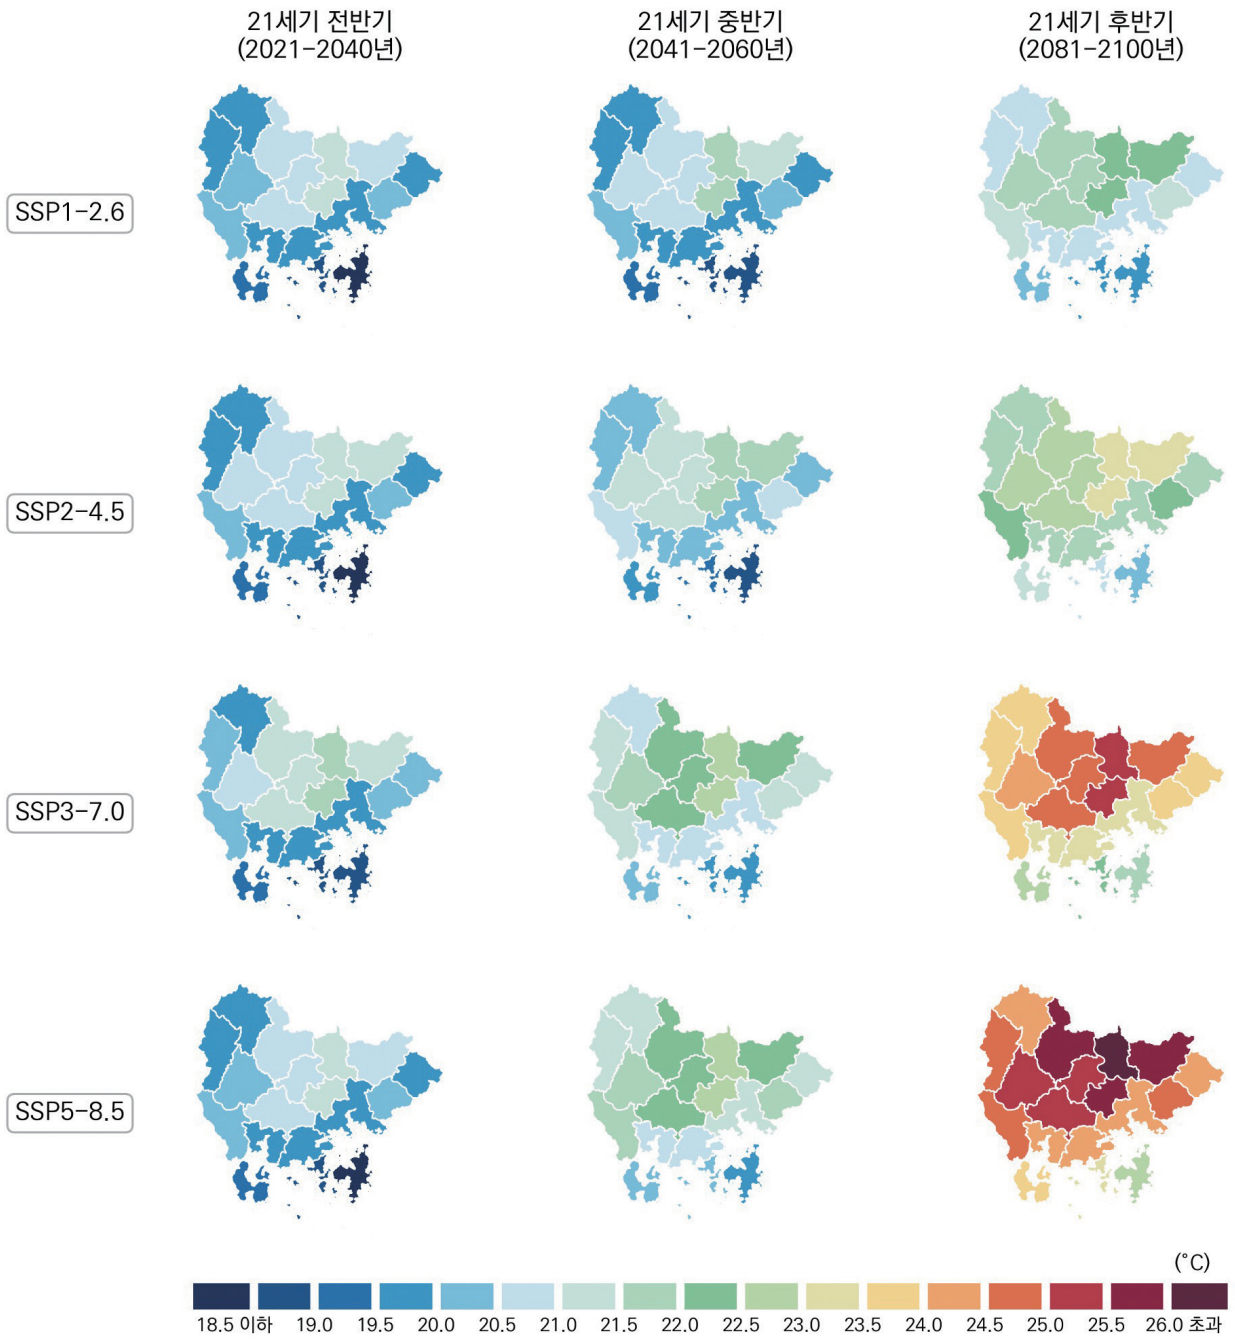 21세기 전반기
(2021-2040년)
21세기 중반기
(2041-2060년)
21세기 후반기
(2081-2100년)
SSP1-2.6
SSP2-4.5
SSP3-7.0
SSP5-8.5
(°C)
18.5 이하 19.0 19.5 20.0 20.5 21.0 21.5 22.0 22.5 23.0 23.5 24.0 24.5 25.0 25.5 26.0 초과